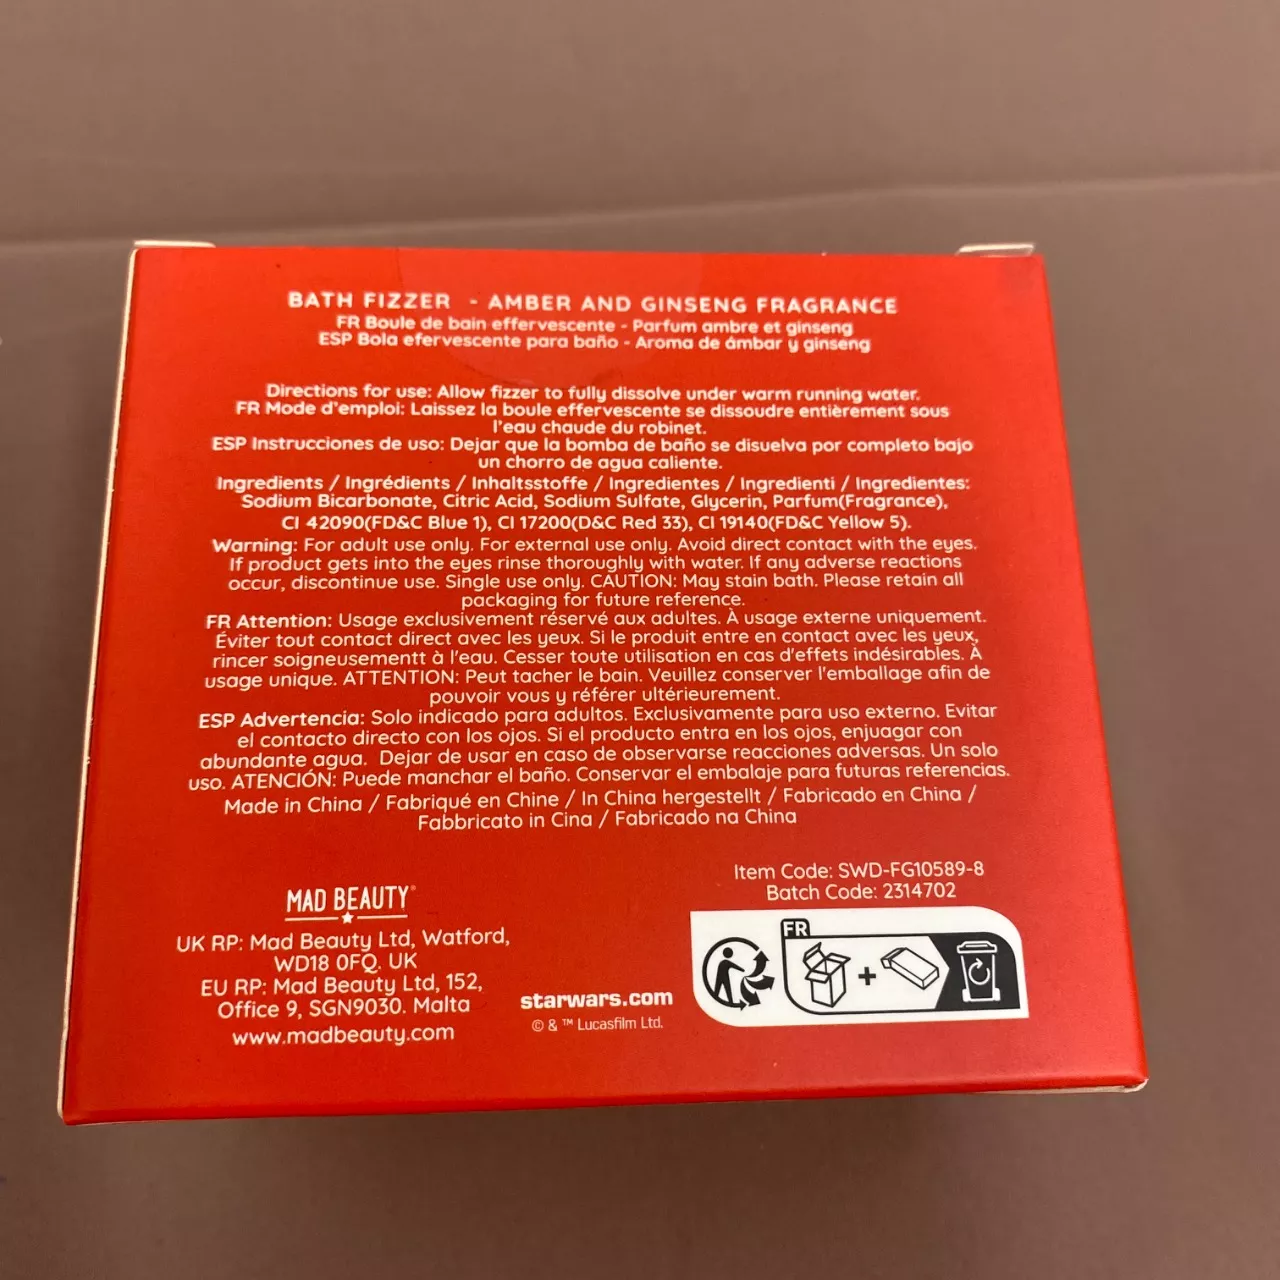 BATH FIZZER - AMBER AND GINSENG FRAGRANCE
FR Boule de bain effervescente - Parfum ambre et ginseng
ESP Bola efervescente para baño - Aroma de ámbar y ginseng
Directions for use: Allow fizzer to fully dissolve under warm running water.
FR Mode d'emploi: Laissez la boule effervescente se dissoudre entièrement sous
l'eau chaude du robinet.
ESP Instrucciones de uso: Dejar que la bomba de baño se disuelva por completo bajo
un chorro de agua caliente.
Ingredients / Ingrédients / Inhaltsstoffe / Ingredientes / Ingredienti / Ingredientes:
Sodium Bicarbonate, Citric Acid, Sodium Sulfate, Glycerin, Parfum(Fragrance),
CI 42090(FD&C Blue 1), CI 17200(D&C Red 33), CI 19140(FD&C Yellow 5).
Warning: For adult use only. For external use only. Avoid direct contact with the eyes.
If product gets into the eyes rinse thoroughly with water. If any adverse reactions
occur, discontinue use. Single use only. CAUTION: May stain bath. Please retain all
packaging for future reference.
FR Attention: Usage exclusivement réservé aux adultes. À usage externe uniquement.
Éviter tout contact direct avec les yeux. Si le produit entre en contact avec les yeux,
rincer soigneusementt à l'eau. Cesser toute utilisation en cas d'effets indésirables. À
usage unique. ATTENTION: Peut tacher le bain. Veuillez conserver l'emballage afin de
pouvoir vous y référer ultérieurement.
ESP Advertencia: Solo indicado para adultos. Exclusivamente para uso externo. Evitar
el contacto directo con los ojos. Si el producto entra en los ojos, enjuagar con
abundante agua. Dejar de usar en caso de observarse reacciones adversas. Un solo
uso. ATENCIÓN: Puede manchar el baño. Conservar el embalaje para futuras referencias.
Made in China / Fabriqué en Chine / In China hergestellt / Fabricado en China /
Fabbricato in Cina / Fabricado na China
Item Code: SWD-FG10589-8
Batch Code: 2314702
MAD BEAUTY
UK RP: Mad Beauty Ltd, Watford,
WD18 0FQ. UK
EU RP: Mad Beauty Ltd, 152,
Office 9, SGN9030. Malta
www.madbeauty.com
starwars.com
© & ™ Lucasfilm Ltd.
FR
+